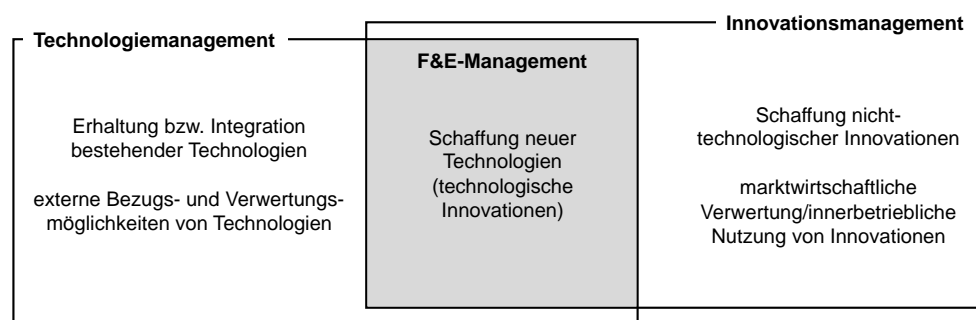 Innovationsmanagement
Technologiemanagement
F&E-Management
Erhaltung bzw. Integration
bestehender Technologien
externe Bezugs- und Verwertungs-
möglichkeiten von Technologien
Schaffung neuer
Technologien
(technologische
Innovationen)
Schaffung nicht-
technologischer Innovationen
marktwirtschaftliche
Verwertung/innerbetriebliche
Nutzung von Innovationen